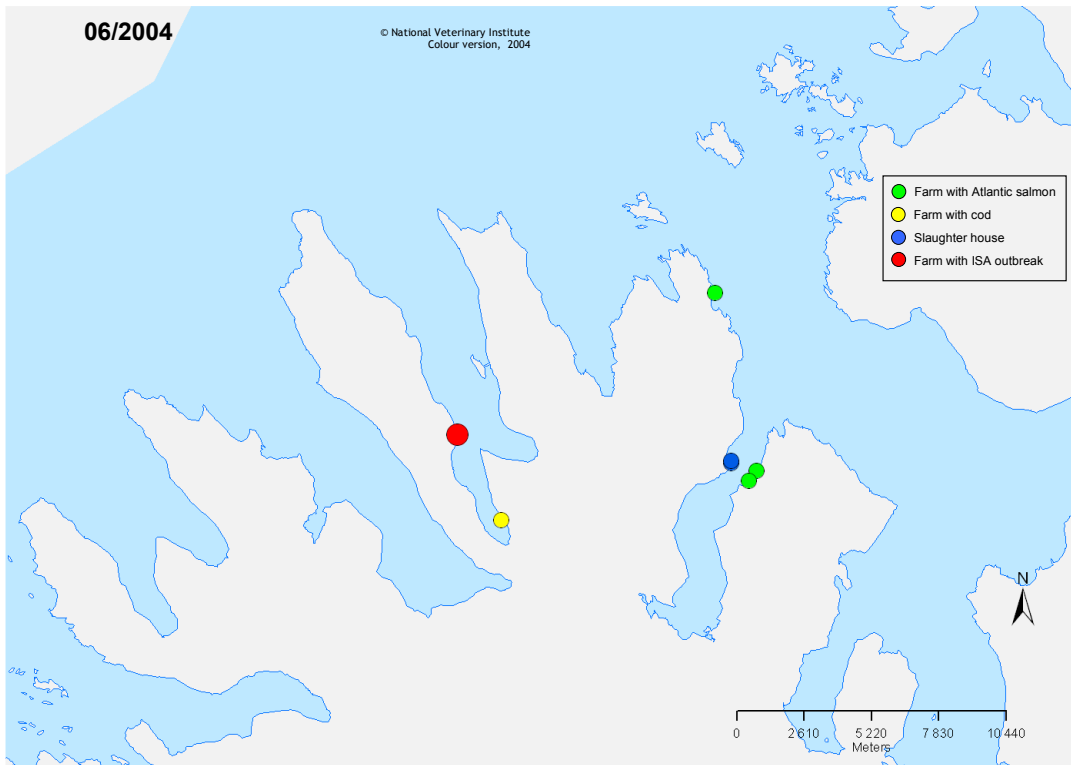 06/2004
© National Veterinary Institute
Colour version, 2004
Farm with Atlantic salmon
Farm with cod
Slaughter house
Farm with ISA outbreak
N
0 2 610 5 220 7 830 10 440
Meters